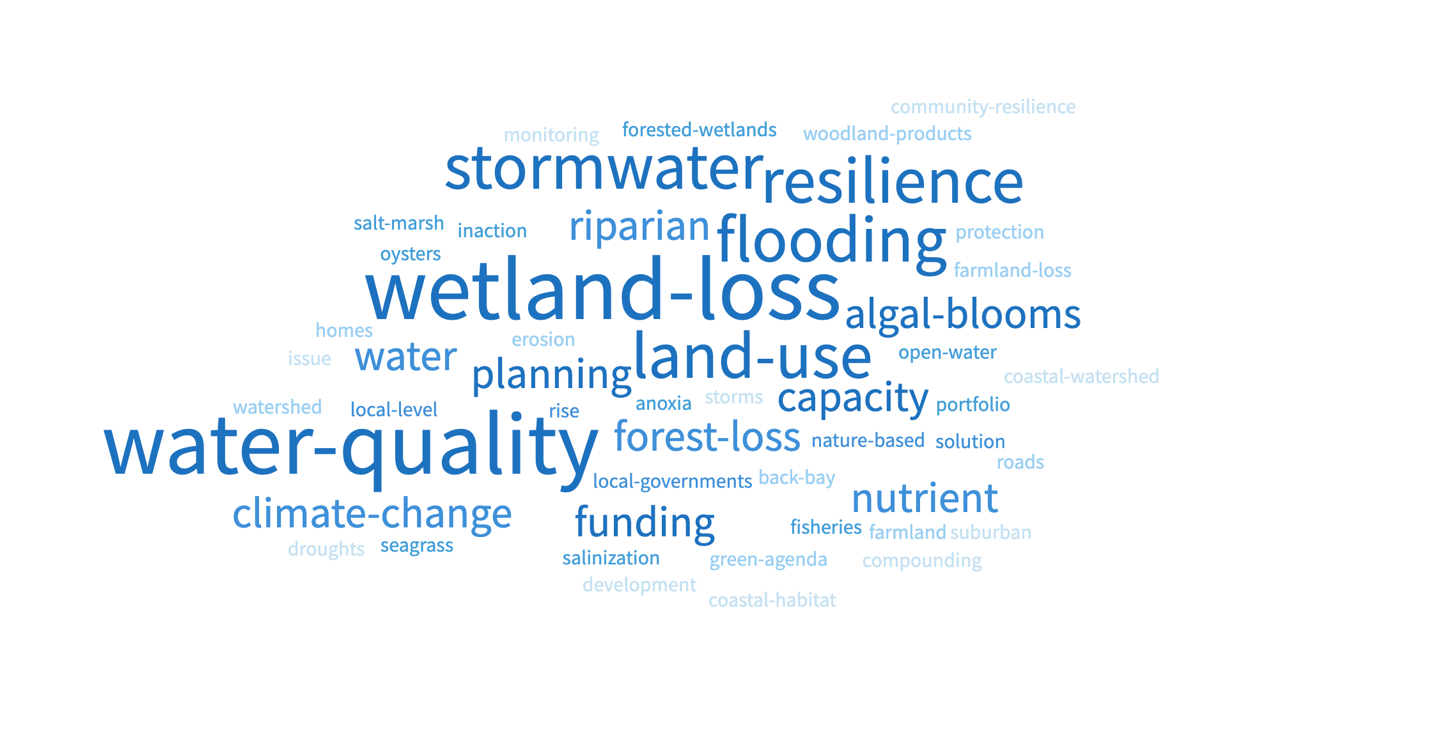 community-resilience
monitoring forested-wetlands woodland-products
stormwater resilience
salt-marsh inaction riparian flooding protection
oysters farmland-loss
wetland-loss algal-blooms
homes erosion
issue water planning land-use open-water
coastal-watershed
watershed local-level rise anoxia storms capacity portfolio
water-quality forest-loss nature-based solution
roads
local-governments back-bay nutrient
climate-change funding fisheries farmland suburban
droughts seagrass salinization green-agenda compounding
development
coastal-habitat